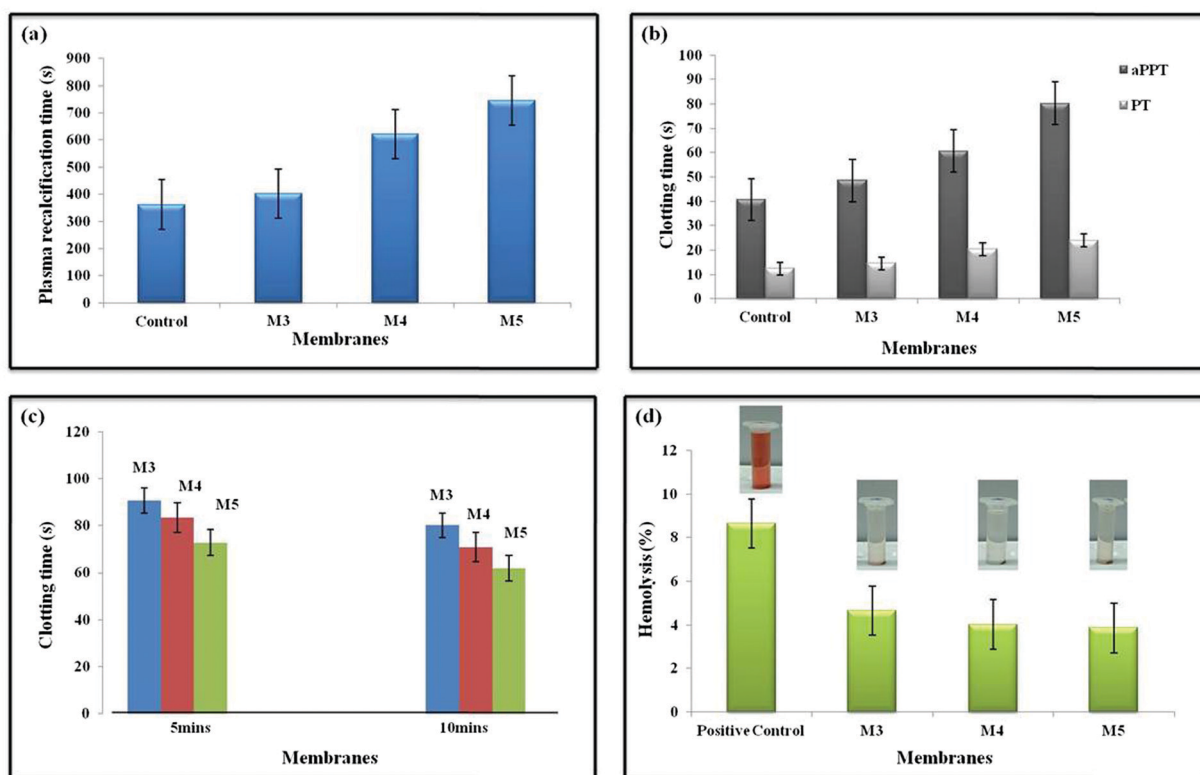 (a)
Plasma recalcification time (s)
900
800
700
600
500
400
300
200
100
0
Control M3 M4 M5
Membranes
(b)
Clotting time (s)
100
90
80
70
60
50
40
30
20
10
0
aPPT
PT
Control M3 M4 M5
Membranes
(c)
Clotting time (s)
120
100
80
60
40
20
0
M3
M4
M5
M3
M4
M5
5mins 10mins
Membranes
(d)
Hemolysis (%)
12
10
8
6
4
2
0
Positive Control M3 M4 M5
Membranes